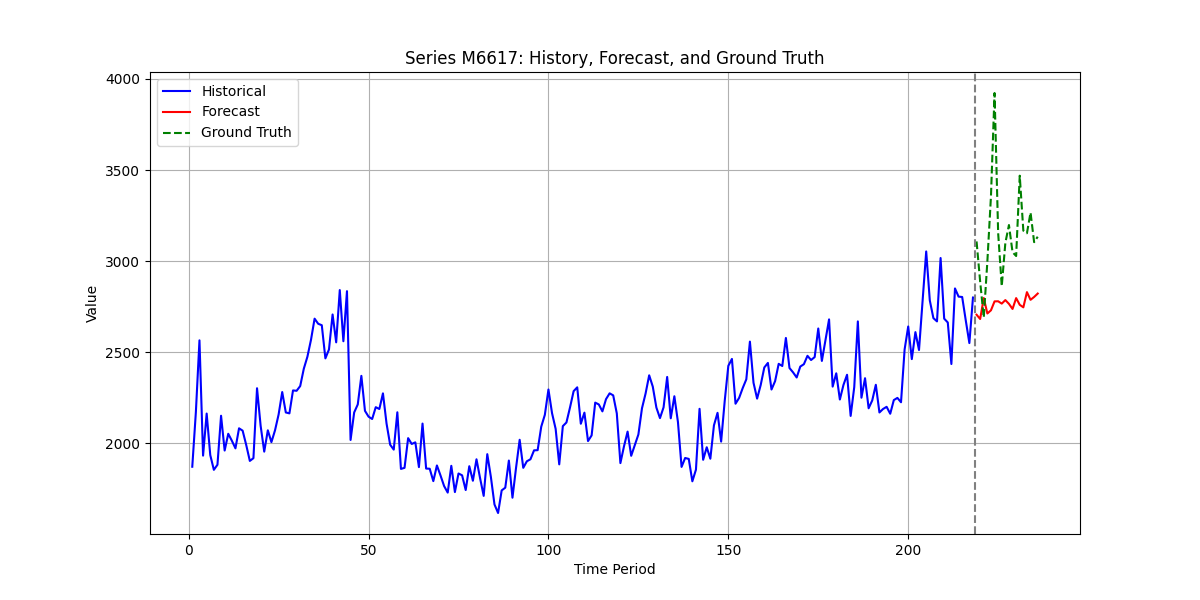 Series M6617: History, Forecast, and Ground Truth
Historical
Forecast
Ground Truth
4000
3500
3000
2500
2000
Value
0 50 100 150 200
Time Period